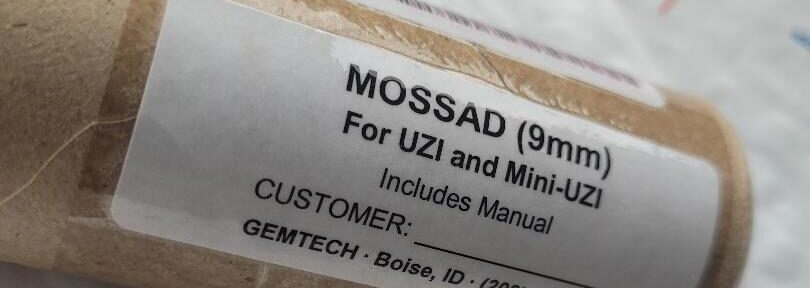 MOSSAD (9mm)
For UZI and Mini-UZI
Includes Manual
CUSTOMER:
GEMTECH · Boise, ID ·